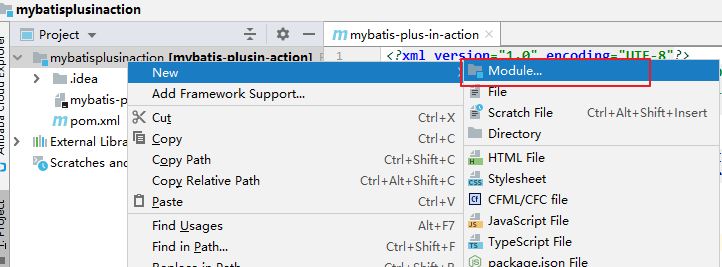 mybatisplusinaction
Project
mybatis-plus-in-action
mybatisplusinaction [mybatis-plusin-action]
1
<?xml version="1.0" encoding="UTF-8"?>
.idea
mybatis-p
pom.xml
External Libra
Scratches and
Alibaba Cloud Explorer
1: Project
New
Add Framework Support...
Cut Ctrl+X
Copy Ctrl+C
Copy Path Ctrl+Shift+C
Copy Relative Path Ctrl+Alt+Shift+C
Paste Ctrl+V
Find Usages Alt+F7
Find in Path... Ctrl+Shift+F
Replace in Path
Module...
File
Scratch File Ctrl+Alt+Shift+Insert
Directory
HTML File
Stylesheet
CFML/CFC file
JavaScript File
TypeScript File
package.json File